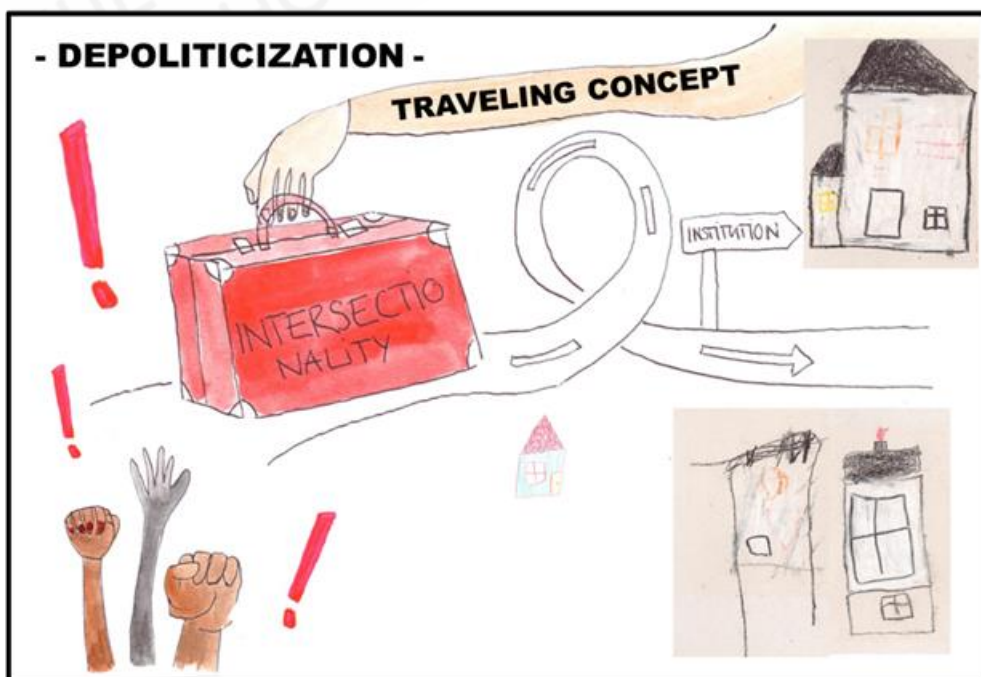 - DEPOLITICIZATION -
TRAVELING CONCEPT
INSTITUTION
INTERSECTIO
NALITY